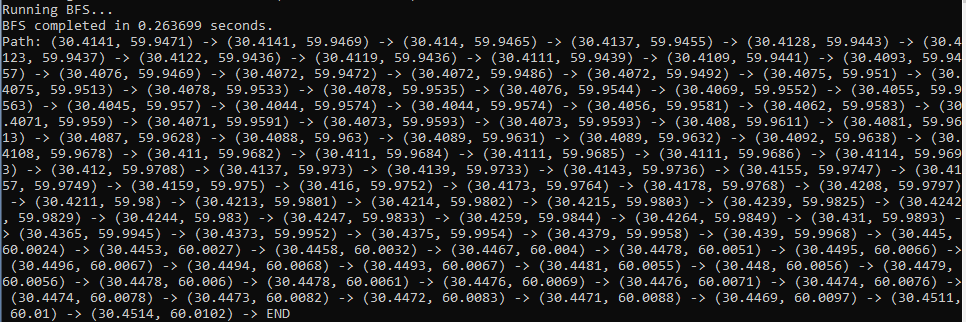 Running BFS...
BFS completed in 0.263699 seconds.
Path: (30.4141, 59.9471) -> (30.4141, 59.9469) -> (30.414, 59.9465) -> (30.4137, 59.9455) -> (30.4128, 59.9443) -> (30.4
123, 59.9437) -> (30.4122, 59.9436) -> (30.4119, 59.9436) -> (30.4111, 59.9439) -> (30.4109, 59.9441) -> (30.4093, 59.94
57) -> (30.4076, 59.9469) -> (30.4072, 59.9472) -> (30.4072, 59.9486) -> (30.4072, 59.9492) -> (30.4075, 59.951) -> (30.
4075, 59.9513) -> (30.4078, 59.9533) -> (30.4078, 59.9535) -> (30.4076, 59.9544) -> (30.4069, 59.9552) -> (30.4055, 59.9
563) -> (30.4045, 59.957) -> (30.4044, 59.9574) -> (30.4044, 59.9574) -> (30.4056, 59.9581) -> (30.4062, 59.9583) -> (30
.4071, 59.959) -> (30.4071, 59.9591) -> (30.4073, 59.9593) -> (30.4073, 59.9593) -> (30.408, 59.9611) -> (30.4081, 59.96
13) -> (30.4087, 59.9628) -> (30.4088, 59.963) -> (30.4089, 59.9631) -> (30.4089, 59.9632) -> (30.4092, 59.9638) -> (30.
4108, 59.9678) -> (30.411, 59.9682) -> (30.411, 59.9684) -> (30.4111, 59.9685) -> (30.4111, 59.9686) -> (30.4114, 59.969
3) -> (30.412, 59.9708) -> (30.4137, 59.973) -> (30.4139, 59.9733) -> (30.4143, 59.9736) -> (30.4155, 59.9747) -> (30.41
57, 59.9749) -> (30.4159, 59.975) -> (30.416, 59.9752) -> (30.4173, 59.9764) -> (30.4178, 59.9768) -> (30.4208, 59.9797)
-> (30.4211, 59.98) -> (30.4213, 59.9801) -> (30.4214, 59.9802) -> (30.4215, 59.9803) -> (30.4239, 59.9825) -> (30.4242
, 59.9829) -> (30.4244, 59.983) -> (30.4247, 59.9833) -> (30.4259, 59.9844) -> (30.4264, 59.9849) -> (30.431, 59.9893) -
> (30.4365, 59.9945) -> (30.4373, 59.9952) -> (30.4375, 59.9954) -> (30.4379, 59.9958) -> (30.439, 59.9968) -> (30.445,
60.0024) -> (30.4453, 60.0027) -> (30.4458, 60.0032) -> (30.4467, 60.004) -> (30.4478, 60.0051) -> (30.4495, 60.0066) ->
(30.4496, 60.0067) -> (30.4494, 60.0068) -> (30.4493, 60.0067) -> (30.4481, 60.0055) -> (30.448, 60.0056) -> (30.4479,
60.0056) -> (30.4478, 60.006) -> (30.4478, 60.0061) -> (30.4476, 60.0069) -> (30.4476, 60.0071) -> (30.4474, 60.0076) ->
(30.4474, 60.0078) -> (30.4473, 60.0082) -> (30.4472, 60.0083) -> (30.4471, 60.0088) -> (30.4469, 60.0097) -> (30.4511,
60.01) -> (30.4514, 60.0102) -> END